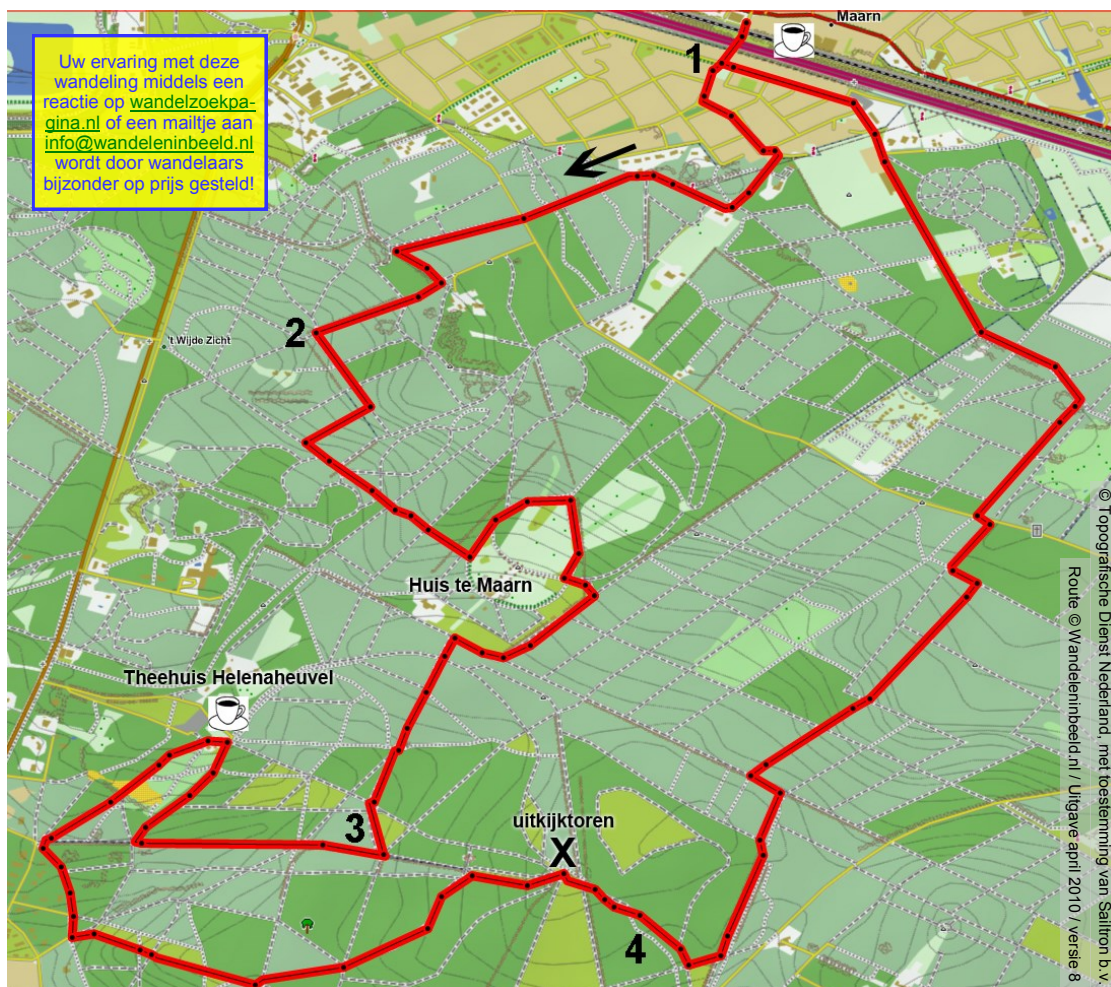 Uw ervaring met deze
wandeling middels een
reactie op wandelzoekpa-
gina.nl of een mailtje aan
info@wandeleninbeeld.nl
wordt door wandelaars
bijzonder op prijs gesteld!
Maarn
1
2
't Wijde Zicht
Huis te Maarn
Theehuis Helenaheuvel
3
uitkijktoren
X
4
© Topografische Dienst Nederland, met toestemming van Sailtron b.v.
Route © Wandeleninbeeld.nl / Uitgave april 2010 / versie 8